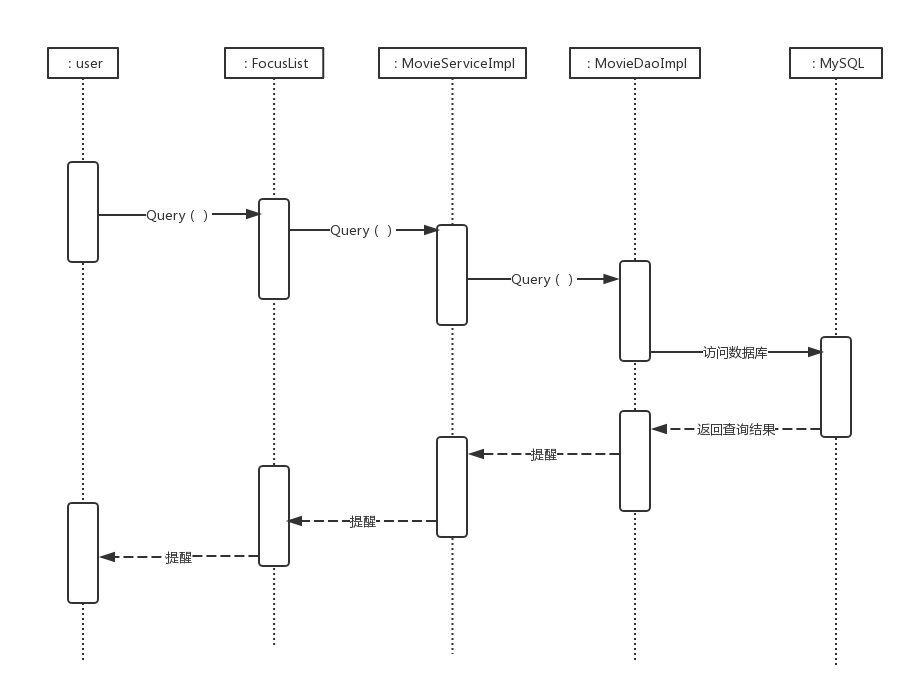 : user
: FocusList
: MovieServiceImpl
: MovieDaoImpl
: MySQL
Query ( )
Query ( )
Query ( )
访问数据库
返回查询结果
提醒
提醒
提醒